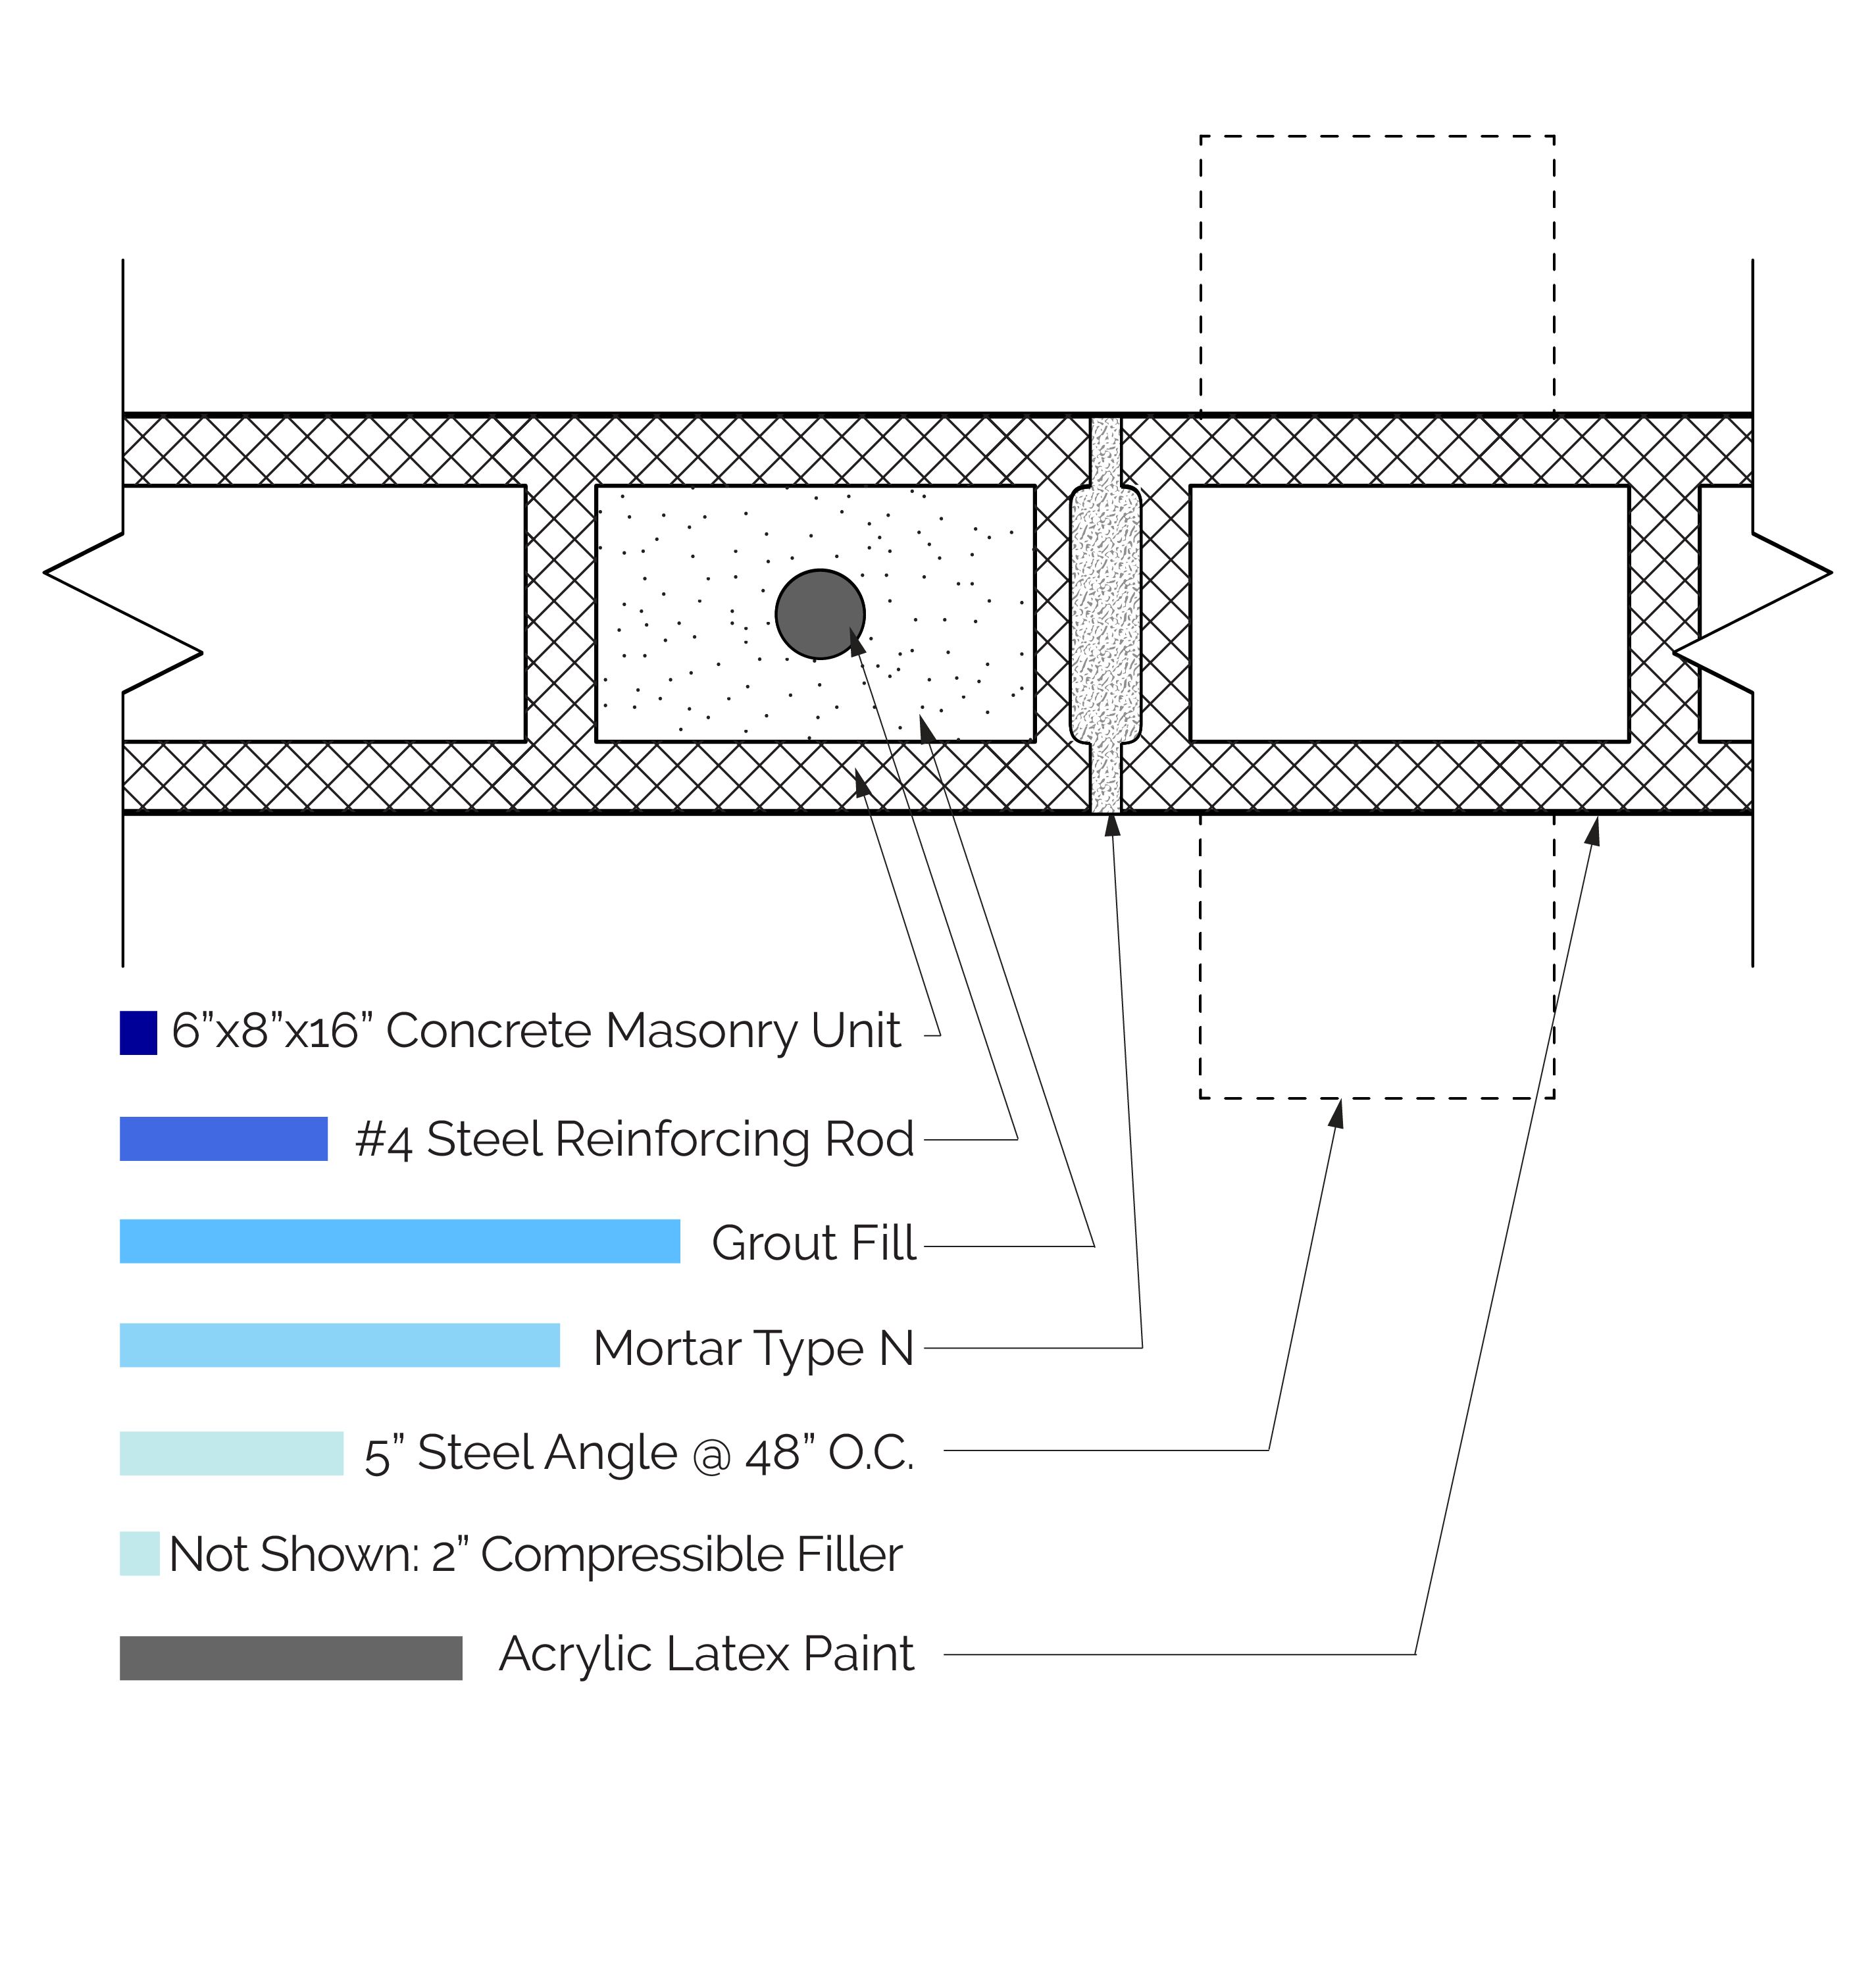 6”x8”x16” Concrete Masonry Unit
#4 Steel Reinforcing Rod
Grout Fill
Mortar Type N
5” Steel Angle @ 48” O.C.
Not Shown: 2” Compressible Filler
Acrylic Latex Paint